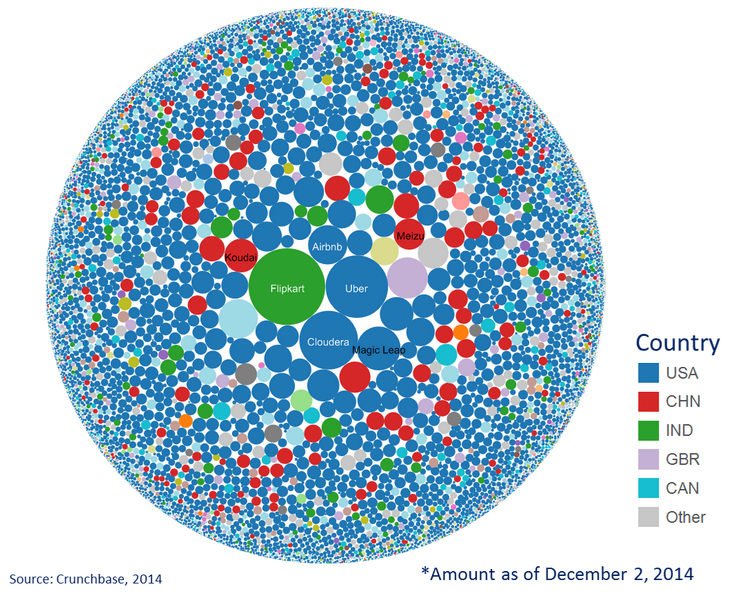 Airbnb
Meizu
Koudai
Flipkart
Uber
Cloudera
Magic Leap
Country
USA
CHN
IND
GBR
CAN
Other
*Amount as of December 2, 2014
Source: Crunchbase, 2014